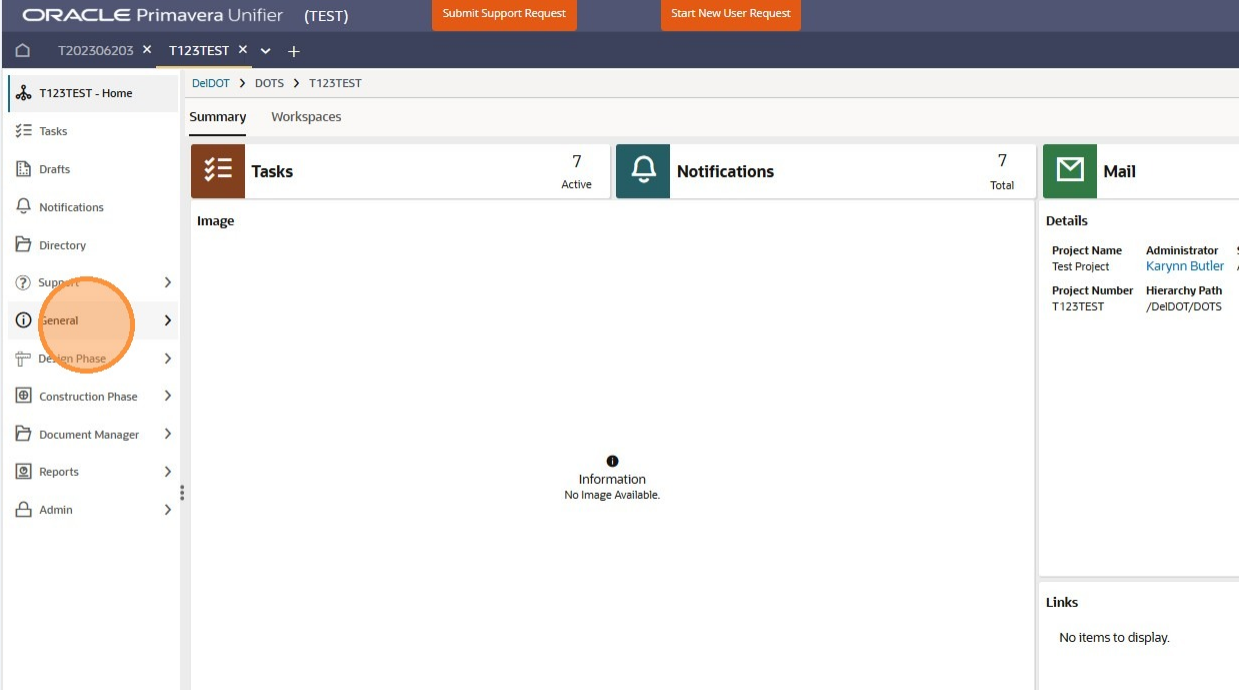 ORACLE Primavera Unifier (TEST)
Submit Support Request
Start New User Request
T202306203
T123TEST
T123TEST - Home
Tasks
Drafts
Notifications
Directory
Support
General
Design Phase
Construction Phase
Document Manager
Reports
Admin
DelDOT > DOTS > T123TEST
Summary Workspaces
Tasks
7
Active
Notifications
7
Total
Mail
Image
Information
No Image Available.
Details
Project Name
Test Project
Administrator
Karynn Butler
Project Number
T123TEST
Hierarchy Path
/DelDOT/DOTS
Links
No items to display.